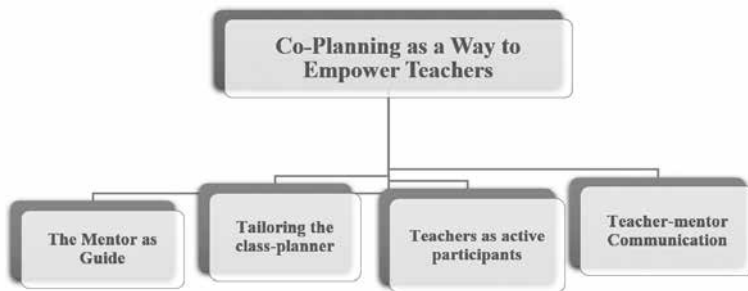 Co-Planning as a Way to
Empower Teachers
The Mentor as
Guide
Tailoring the
class-planner
Teachers as active
participants
Teacher-mentor
Communication